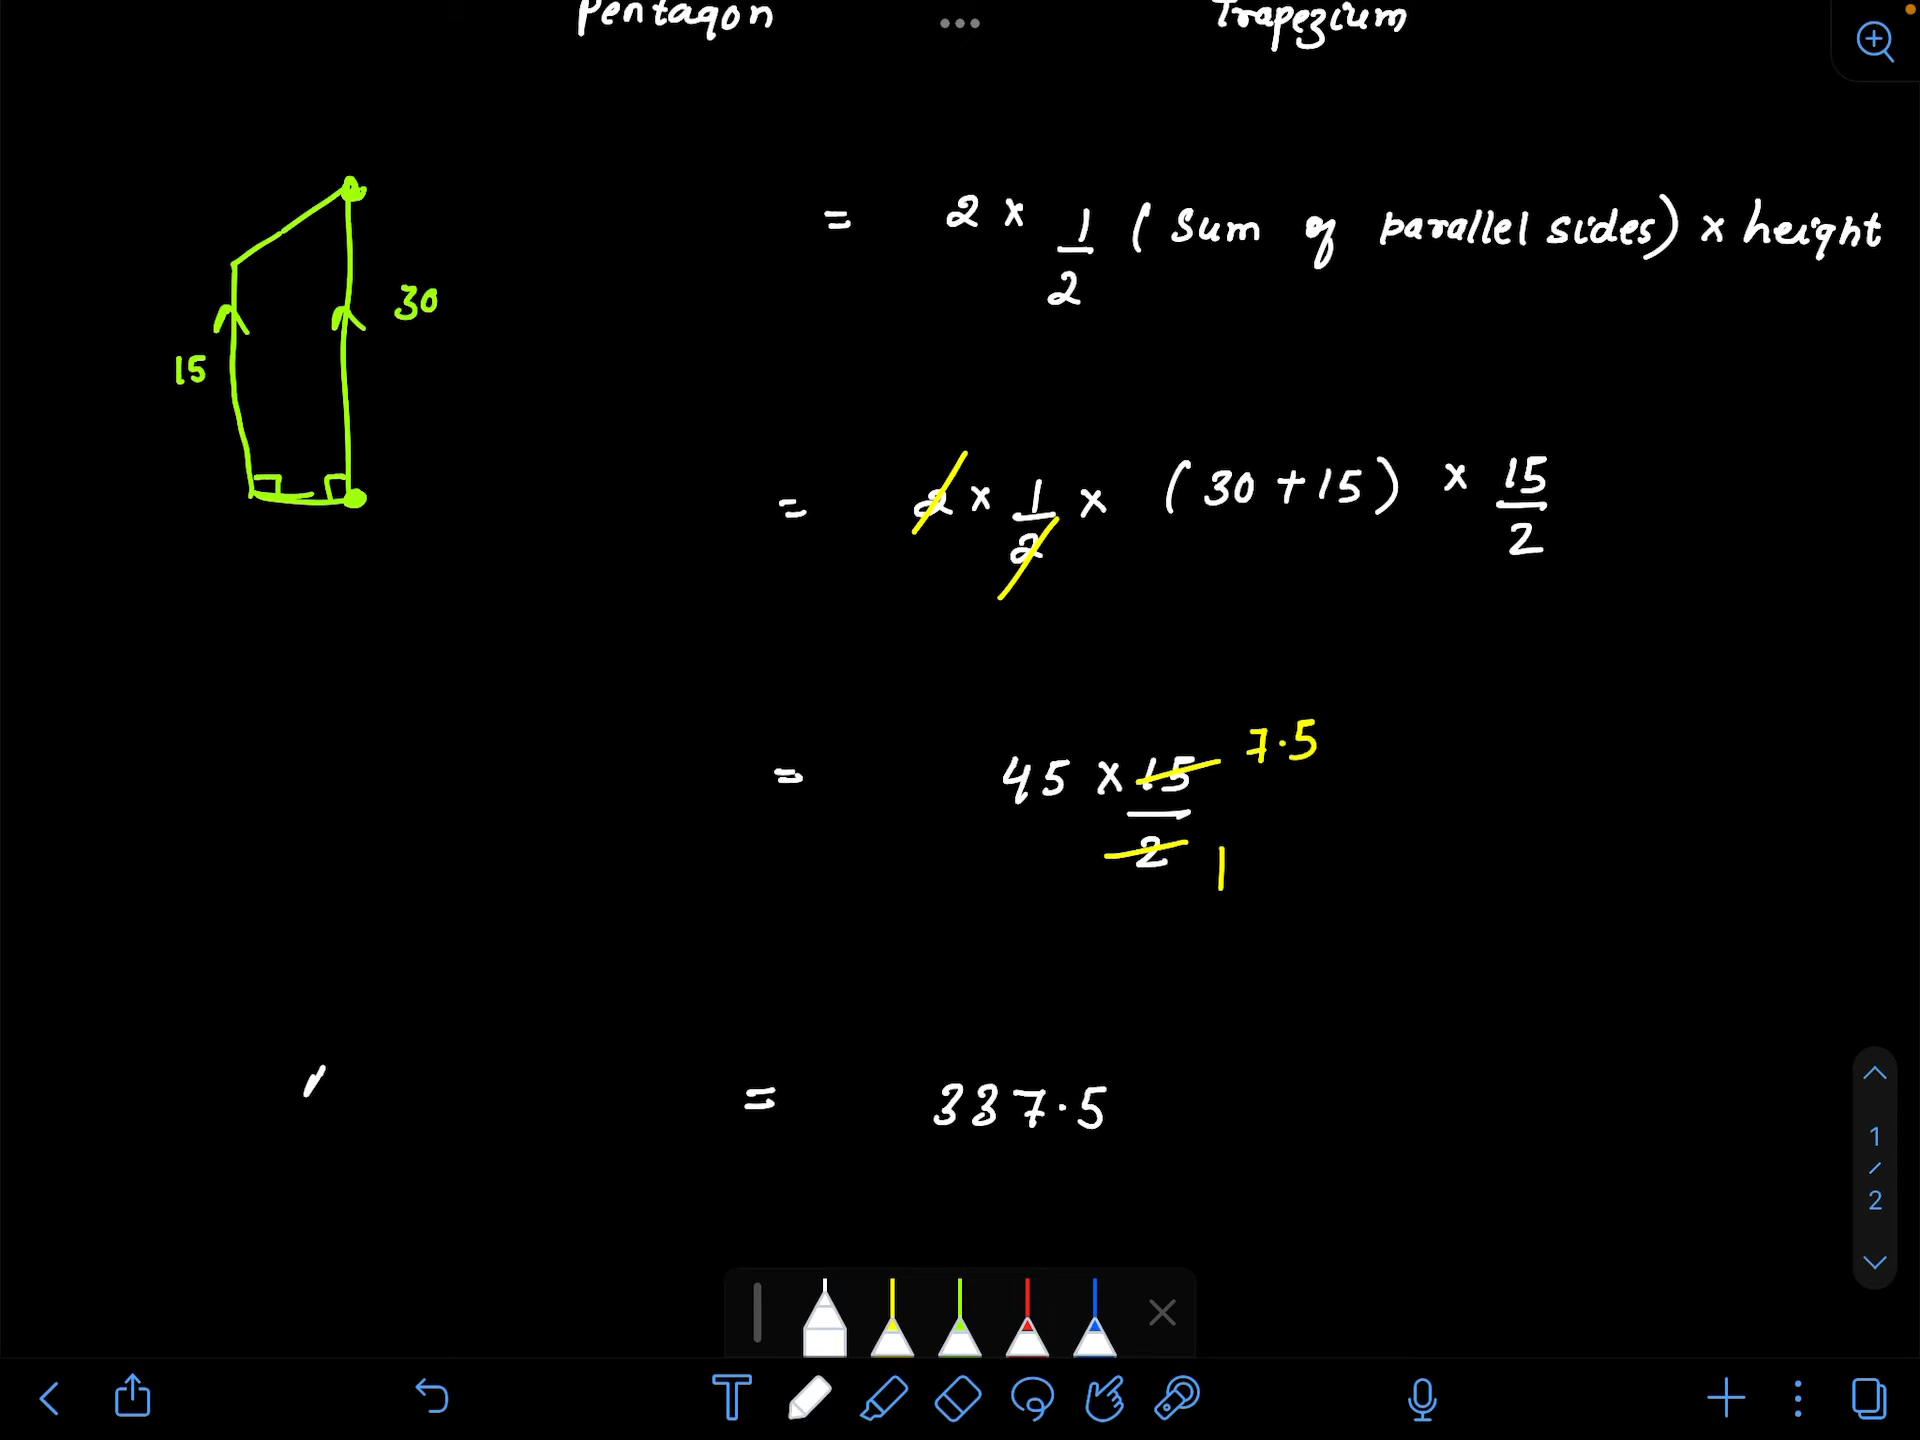 Pentagon Trapezium
= 2 × 1/2 (Sum of parallel sides) × height
30
15
= 2 × 1/2 × (30 + 15) × 15/2
= 45 × 15/2 7.5 1
= 337.5
1
/
2
T